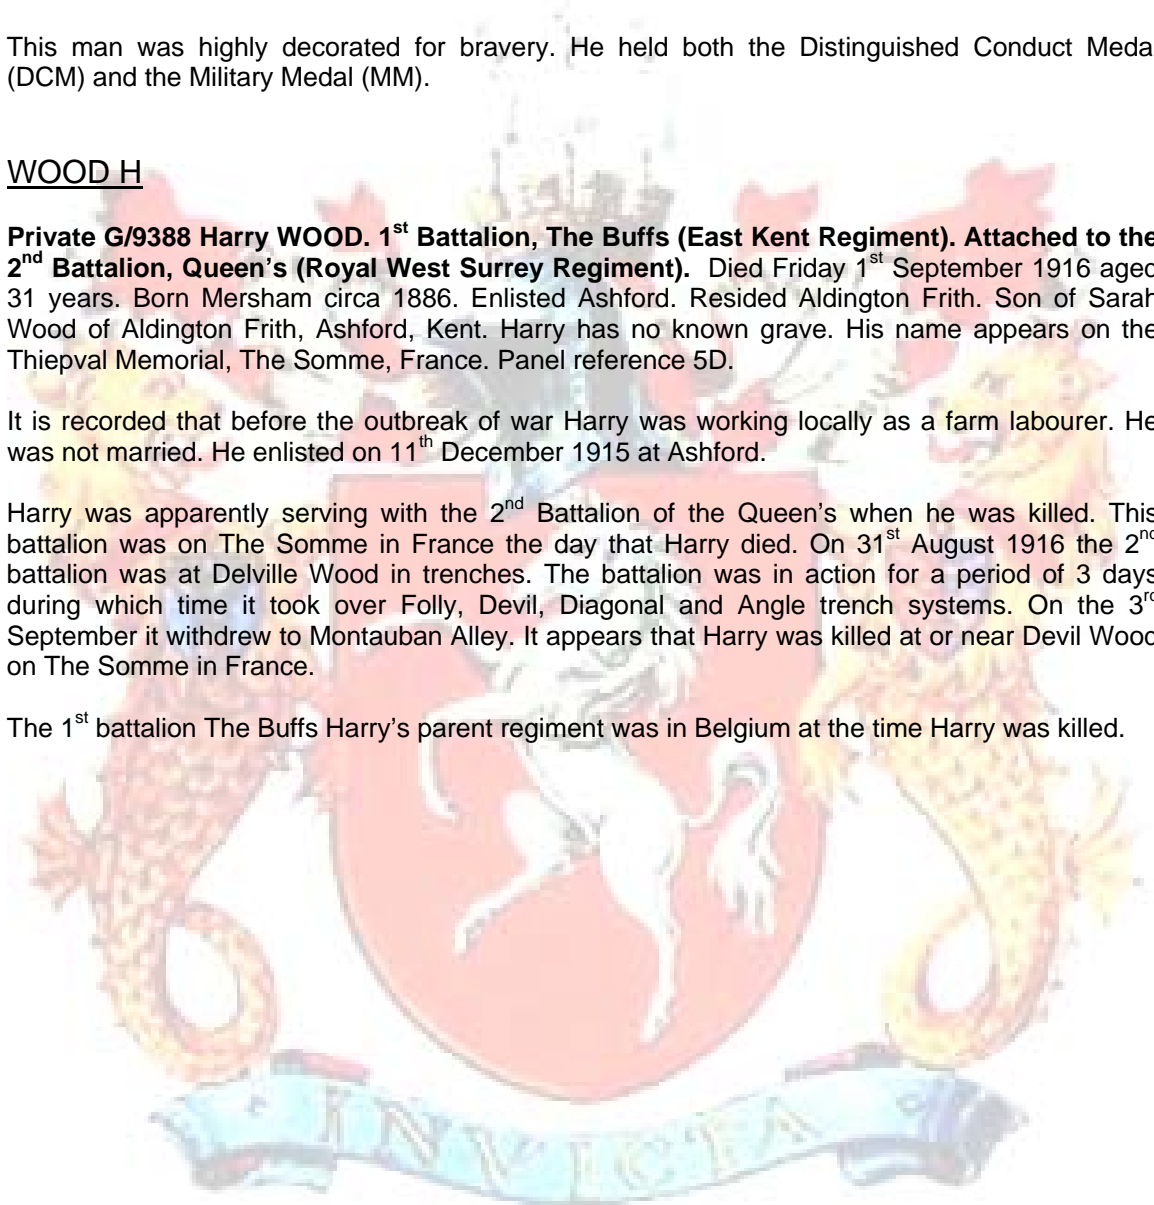 This man was highly decorated for bravery. He held both the Distinguished Conduct Medal
(DCM) and the Military Medal (MM).
WOOD H
Private G/9388 Harry WOOD. 1st Battalion, The Buffs (East Kent Regiment). Attached to the
2nd Battalion, Queen's (Royal West Surrey Regiment). Died Friday 1st September 1916 aged
31 years. Born Mersham circa 1886. Enlisted Ashford. Resided Aldington Frith. Son of Sarah
Wood of Aldington Frith, Ashford, Kent. Harry has no known grave. His name appears on the
Thiepval Memorial, The Somme, France. Panel reference 5D.
It is recorded that before the outbreak of war Harry was working locally as a farm labourer. He
was not married. He enlisted on 11th December 1915 at Ashford.
Harry was apparently serving with the 2nd Battalion of the Queen's when he was killed. This
battalion was on The Somme in France the day that Harry died. On 31st August 1916 the 2nd
battalion was at Delville Wood in trenches. The battalion was in action for a period of 3 days
during which time it took over Folly, Devil, Diagonal and Angle trench systems. On the 3rd
September it withdrew to Montauban Alley. It appears that Harry was killed at or near Devil Wood
on The Somme in France.
The 1st battalion The Buffs Harry's parent regiment was in Belgium at the time Harry was killed.
INVICTA